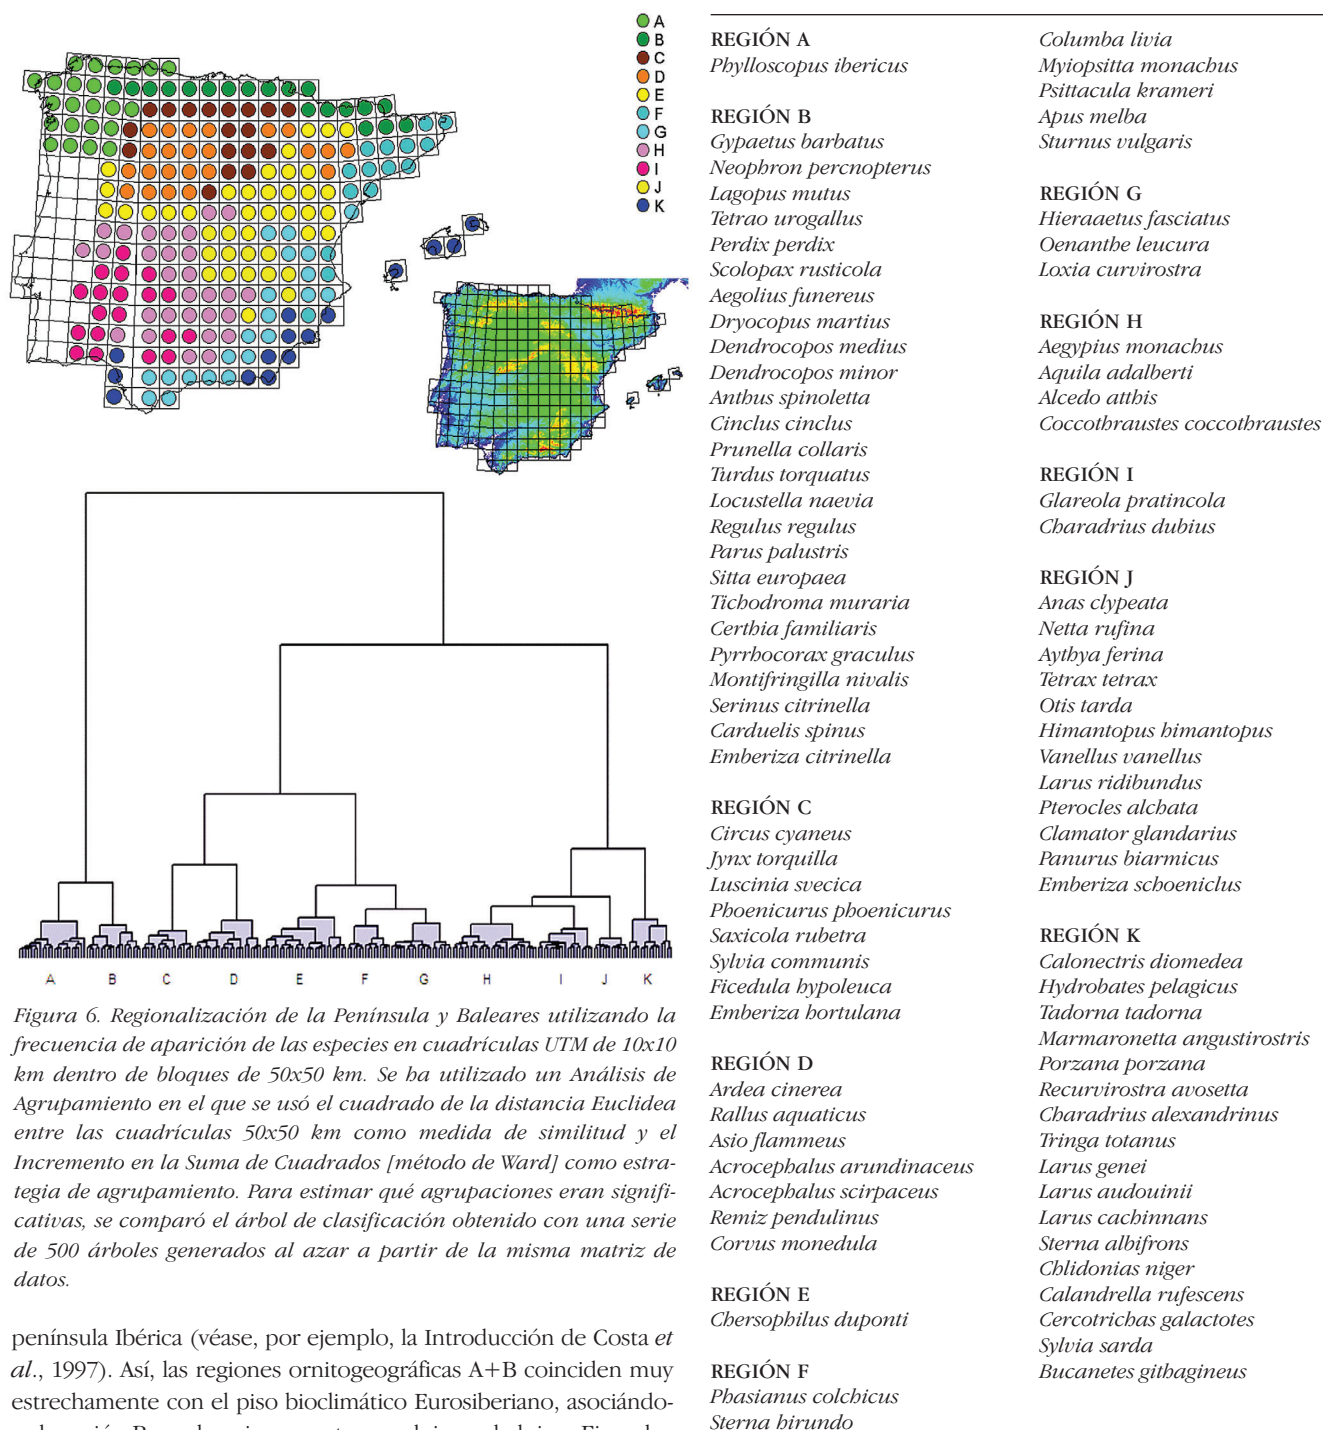 A
B
C
D
E
F
G
H
I
J
K
A
B
C
D
E
F
G
H
I
J
K
Figura 6. Regionalización de la Península y Baleares utilizando la
frecuencia de aparición de las especies en cuadrículas UTM de 10x10
km dentro de bloques de 50x50 km. Se ha utilizado un Análisis de
Agrupamiento en el que se usó el cuadrado de la distancia Euclidea
entre las cuadrículas 50x50 km como medida de similitud y el
Incremento en la Suma de Cuadrados [método de Ward] como estra-
tegia de agrupamiento. Para estimar qué agrupaciones eran signifi-
cativas, se comparó el árbol de clasificación obtenido con una serie
de 500 árboles generados al azar a partir de la misma matriz de
datos.
península Ibérica (véase, por ejemplo, la Introducción de Costa et
al., 1997). Así, las regiones ornitogeográficas A+B coinciden muy
estrechamente con el piso bioclimático Eurosiberiano, asociándo-
REGIÓN A
Phylloscopus ibericus
REGIÓN B
Gypaetus barbatus
Neophron percnopterus
Lagopus mutus
Tetrao urogallus
Perdix perdix
Scolopax rusticola
Aegolius funereus
Dryocopus martius
Dendrocopos medius
Dendrocopos minor
Anthus spinoletta
Cinclus cinclus
Prunella collaris
Turdus torquatus
Locustella naevia
Regulus regulus
Parus palustris
Sitta europaea
Tichodroma muraria
Certhia familiaris
Pyrrhocorax graculus
Montifringilla nivalis
Serinus citrinella
Carduelis spinus
Emberiza citrinella
REGIÓN C
Circus cyaneus
Jynx torquilla
Luscinia svecica
Phoenicurus phoenicurus
Saxicola rubetra
Sylvia communis
Ficedula hypoleuca
Emberiza hortulana
REGIÓN D
Ardea cinerea
Rallus aquaticus
Asio flammeus
Acrocephalus arundinaceus
Acrocephalus scirpaceus
Remiz pendulinus
Corvus monedula
REGIÓN E
Chersophilus duponti
REGIÓN F
Phasianus colchicus
Sterna hirundo
Columba livia
Myiopsitta monachus
Psittacula krameri
Apus melba
Sturnus vulgaris
REGIÓN G
Hieraaetus fasciatus
Oenanthe leucura
Loxia curvirostra
REGIÓN H
Aegypius monachus
Aquila adalberti
Alcedo atthis
Coccothraustes coccothraustes
REGIÓN I
Glareola pratincola
Charadrius dubius
REGIÓN J
Anas clypeata
Netta rufina
Aythya ferina
Tetrax tetrax
Otis tarda
Himantopus himantopus
Vanellus vanellus
Larus ridibundus
Pterocles alchata
Clamator glandarius
Panurus biarmicus
Emberiza schoeniclus
REGIÓN K
Calonectris diomedea
Hydrobates pelagicus
Tadorna tadorna
Marmaronetta angustirostris
Porzana porzana
Recurvirostra avosetta
Charadrius alexandrinus
Tringa totanus
Larus genei
Larus audouinii
Larus cachinnans
Sterna albifrons
Chlidonias niger
Calandrella rufescens
Cercotrichas galactotes
Sylvia sarda
Bucanetes githagineus